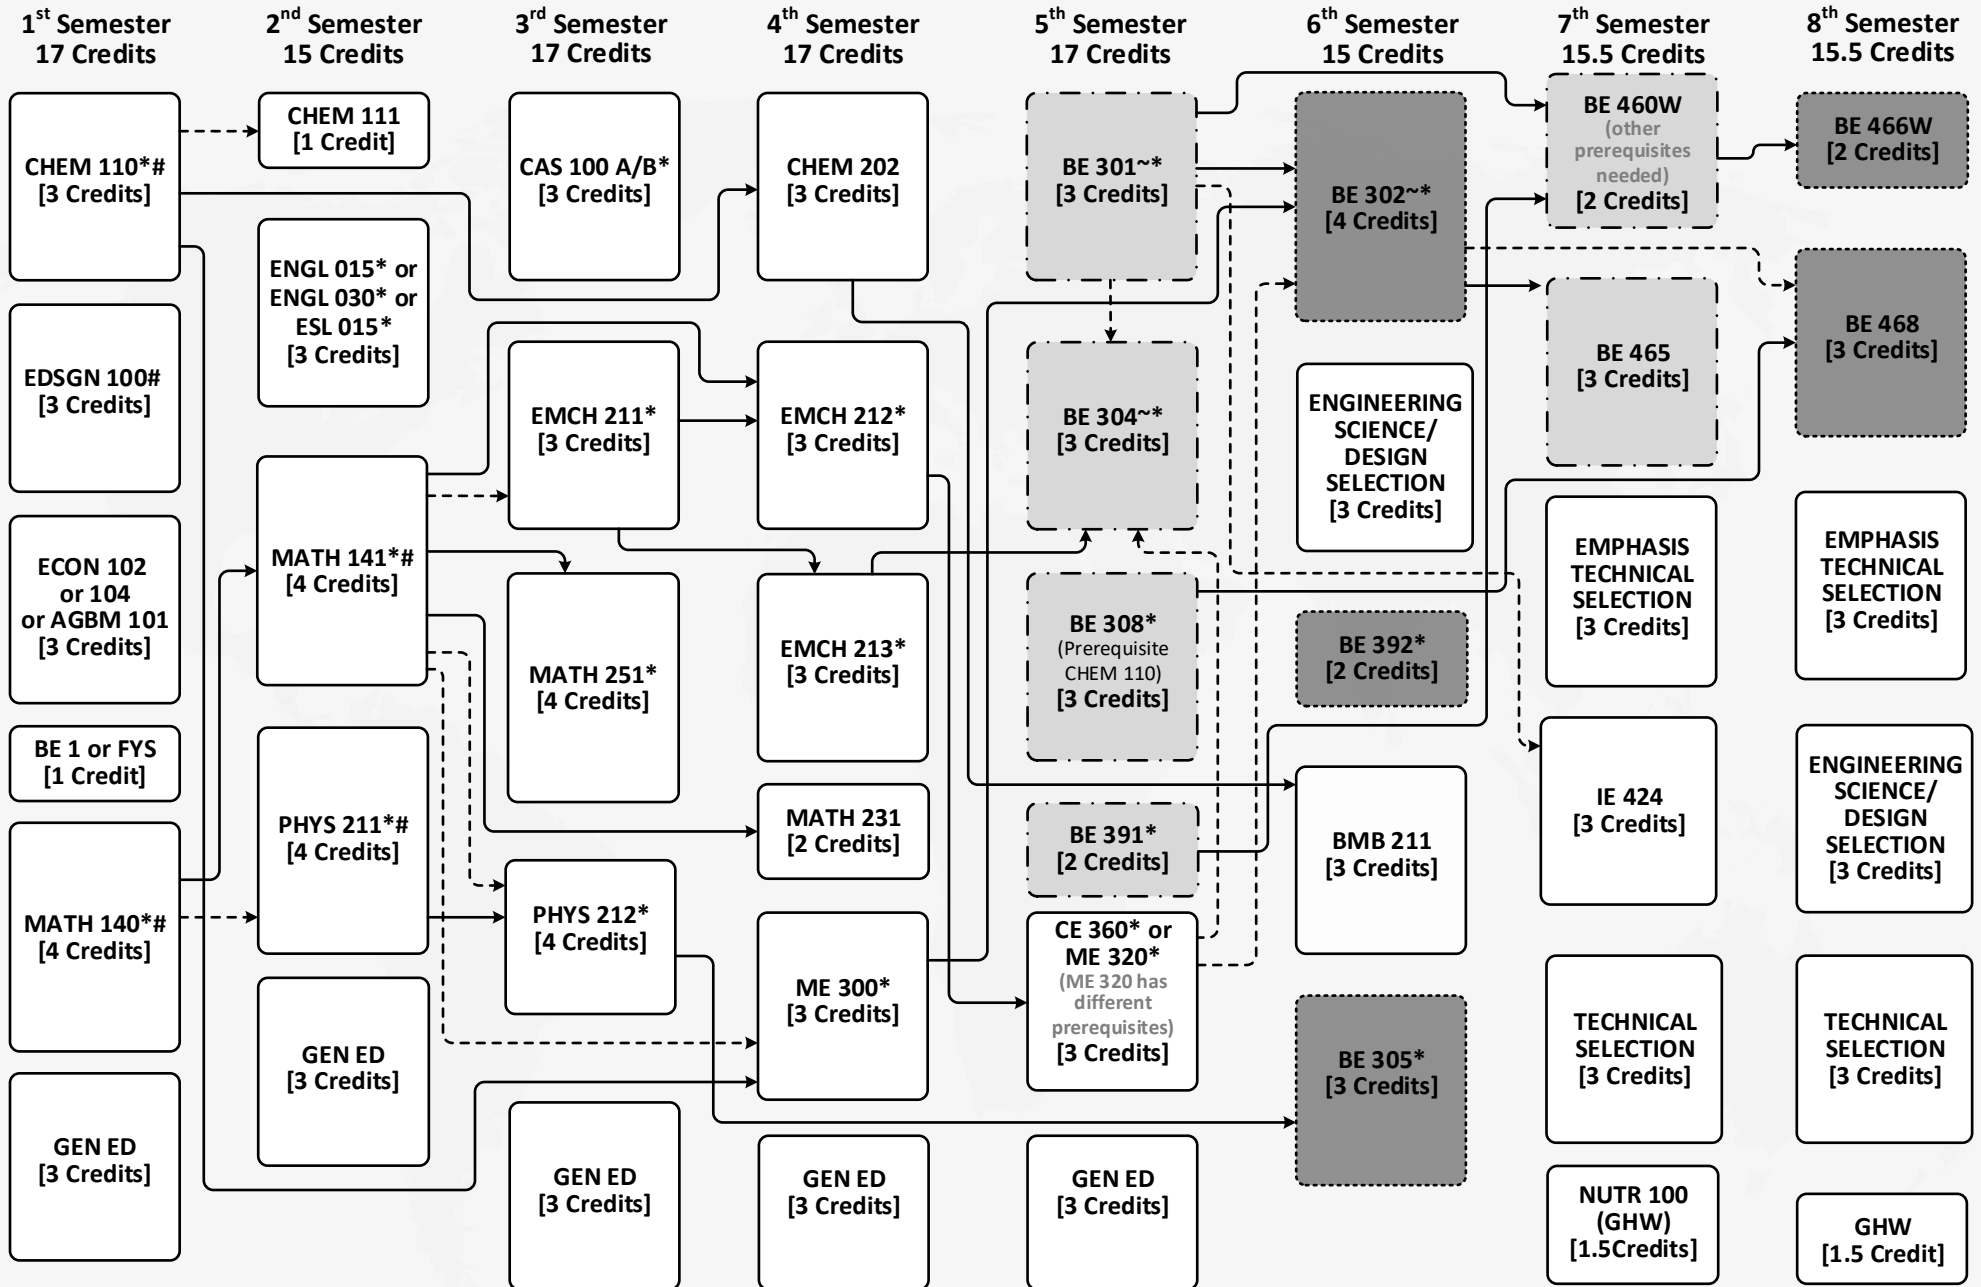 1st Semester
17 Credits
CHEM 110*#
[3 Credits]
EDSGN 100#
[3 Credits]
ECON 102
or 104
or AGBM 101
[3 Credits]
BE 1 or FYS
[1 Credit]
MATH 140*#
[4 Credits]
GEN ED
[3 Credits]
2nd Semester
15 Credits
CHEM 111
[1 Credit]
ENGL 015* or
ENGL 030* or
ESL 015*
[3 Credits]
MATH 141*#
[4 Credits]
PHYS 211*#
[4 Credits]
GEN ED
[3 Credits]
3rd Semester
17 Credits
CAS 100 A/B*
[3 Credits]
EMCH 211*
[3 Credits]
MATH 251*
[4 Credits]
PHYS 212*
[4 Credits]
GEN ED
[3 Credits]
4th Semester
17 Credits
CHEM 202
[3 Credits]
EMCH 212*
[3 Credits]
EMCH 213*
[3 Credits]
MATH 231
[2 Credits]
ME 300*
[3 Credits]
GEN ED
[3 Credits]
5th Semester
17 Credits
BE 301~*
[3 Credits]
BE 304~*
[3 Credits]
BE 308*
(Prerequisite
CHEM 110)
[3 Credits]
BE 391*
[2 Credits]
CE 360* or
ME 320*
(ME 320 has
different
prerequisites)
[3 Credits]
GEN ED
[3 Credits]
6th Semester
15 Credits
BE 302~*
[4 Credits]
ENGINEERING
SCIENCE/
DESIGN
SELECTION
[3 Credits]
BE 392*
[2 Credits]
BMB 211
[3 Credits]
BE 305*
[3 Credits]
7th Semester
15.5 Credits
BE 460W
(other
prerequisites
needed)
[2 Credits]
BE 465
[3 Credits]
EMPHASIS
TECHNICAL
SELECTION
[3 Credits]
IE 424
[3 Credits]
TECHNICAL
SELECTION
[3 Credits]
NUTR 100
(GHW)
[1.5Credits]
8th Semester
15.5 Credits
BE 466W
[2 Credits]
BE 468
[3 Credits]
EMPHASIS
TECHNICAL
SELECTION
[3 Credits]
ENGINEERING
SCIENCE/
DESIGN
SELECTION
[3 Credits]
TECHNICAL
SELECTION
[3 Credits]
GHW
[1.5 Credit]